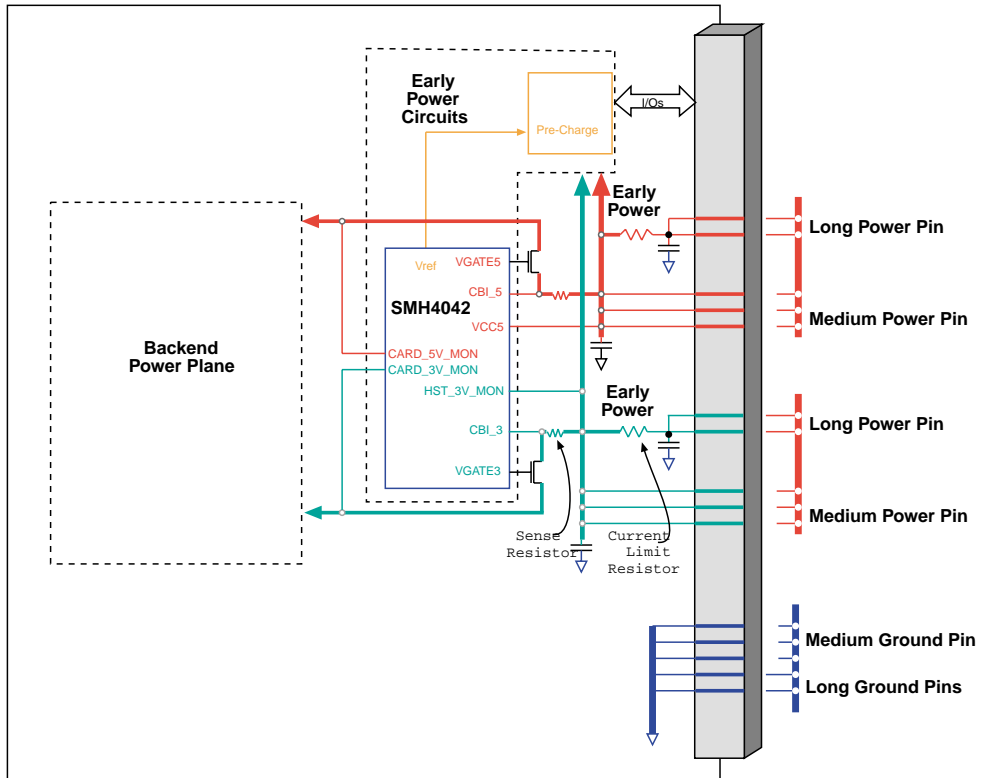 Early
Power
Circuits
Pre-Charge
I/Os
Early
Power
Long Power Pin
Vref
VGATE5
CBI_5
SMH4042
VCC5
Medium Power Pin
Backend
Power Plane
CARD_5V_MON
CARD_3V_MON
HST_3V_MON
Early
Power
Long Power Pin
CBI_3
VGATE3
Medium Power Pin
Sense
Resistor
Current
Limit
Resistor
Medium Ground Pin
Long Ground Pins